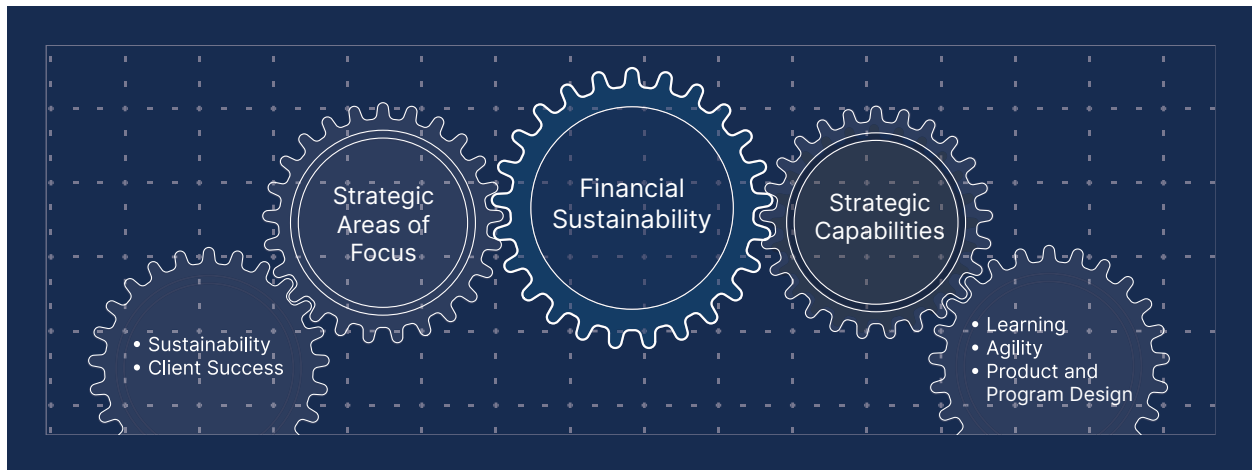 Strategic
Areas of
Focus
Financial
Sustainability
Strategic
Capabilities
• Sustainability
• Client Success
• Learning
• Agility
• Product and
Program Design